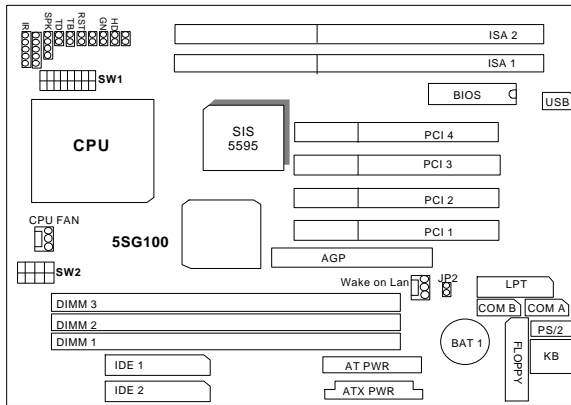 IR
SPK
TD
TB
RST
GN
HD
SW1
ISA 2
ISA 1
BIOS
USB
CPU
SIS
5595
PCI 4
PCI 3
PCI 2
PCI 1
CPU FAN
5SG100
AGP
SW2
Wake on Lan
JP2
LPT
COM B
COM A
DIMM 3
DIMM 2
DIMM 1
BAT 1
FLOPPY
PS/2
KB
IDE 1
AT PWR
IDE 2
ATX PWR